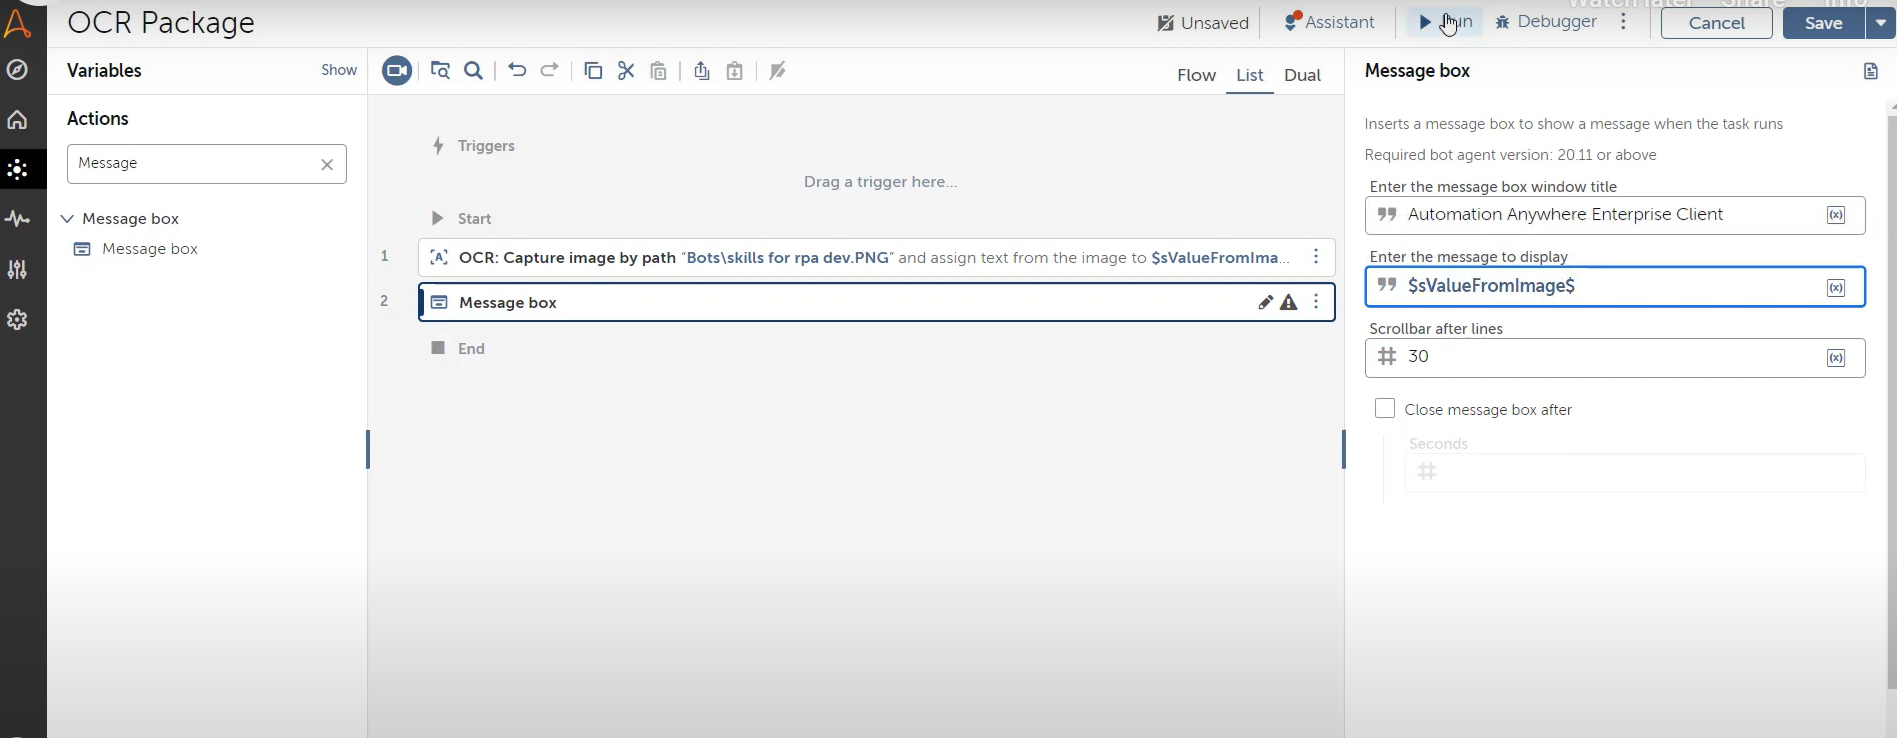 OCR Package
Unsaved
Assistant
Debugger
Cancel
Save
Variables
Show
Flow
List
Dual
Message box
Actions
Message
Message box
Message box
Triggers
Drag a trigger here...
Start
1
OCR: Capture image by path “Bots\skills for rpa dev.PNG” and assign text from the image to $sValueFromIma...
2
Message box
End
Inserts a message box to show a message when the task runs
Required bot agent version: 20.11 or above
Enter the message box window title
Automation Anywhere Enterprise Client
(x)
Enter the message to display
$sValueFromImage$
(x)
Scrollbar after lines
30
(x)
Close message box after
Seconds